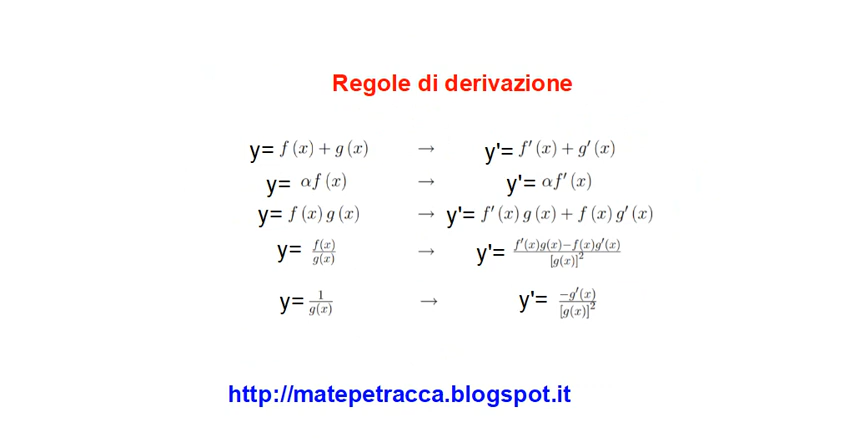 Regole di derivazione
y= f (x) + g (x) → y'= f′ (x) + g′ (x)
y= αf (x) → y'= αf′ (x)
y= f (x) g (x) → y'= f′ (x) g (x) + f (x) g′ (x)
y= f(x)/g(x) → y'= f′(x)g(x)−f(x)g′(x)/[g(x)]²
y= 1/g(x) → y'= −g′(x)/[g(x)]²
http://matepetracca.blogspot.it